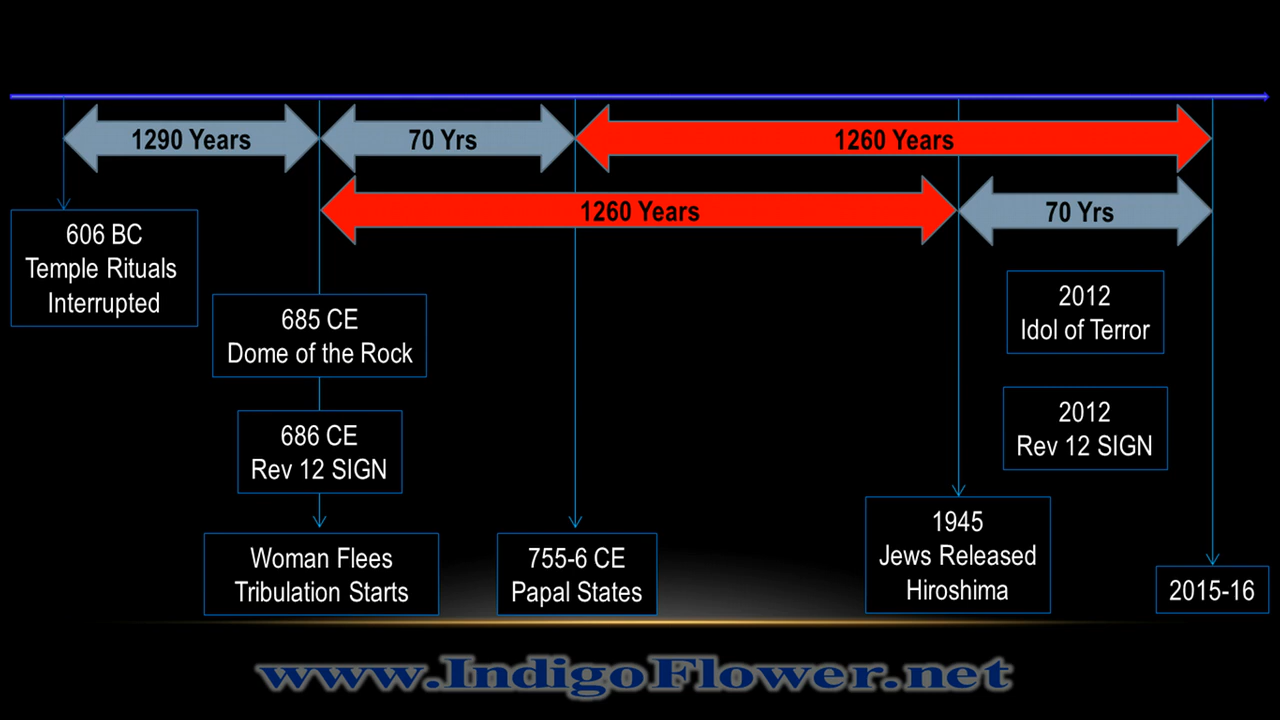 1290 Years
70 Yrs
1260 Years
1260 Years
70 Yrs
606 BC
Temple Rituals
Interrupted
685 CE
Dome of the Rock
686 CE
Rev 12 SIGN
Woman Flees
Tribulation Starts
755-6 CE
Papal States
2012
Idol of Terror
2012
Rev 12 SIGN
1945
Jews Released
Hiroshima
2015-16
www.IndigoFlower.net